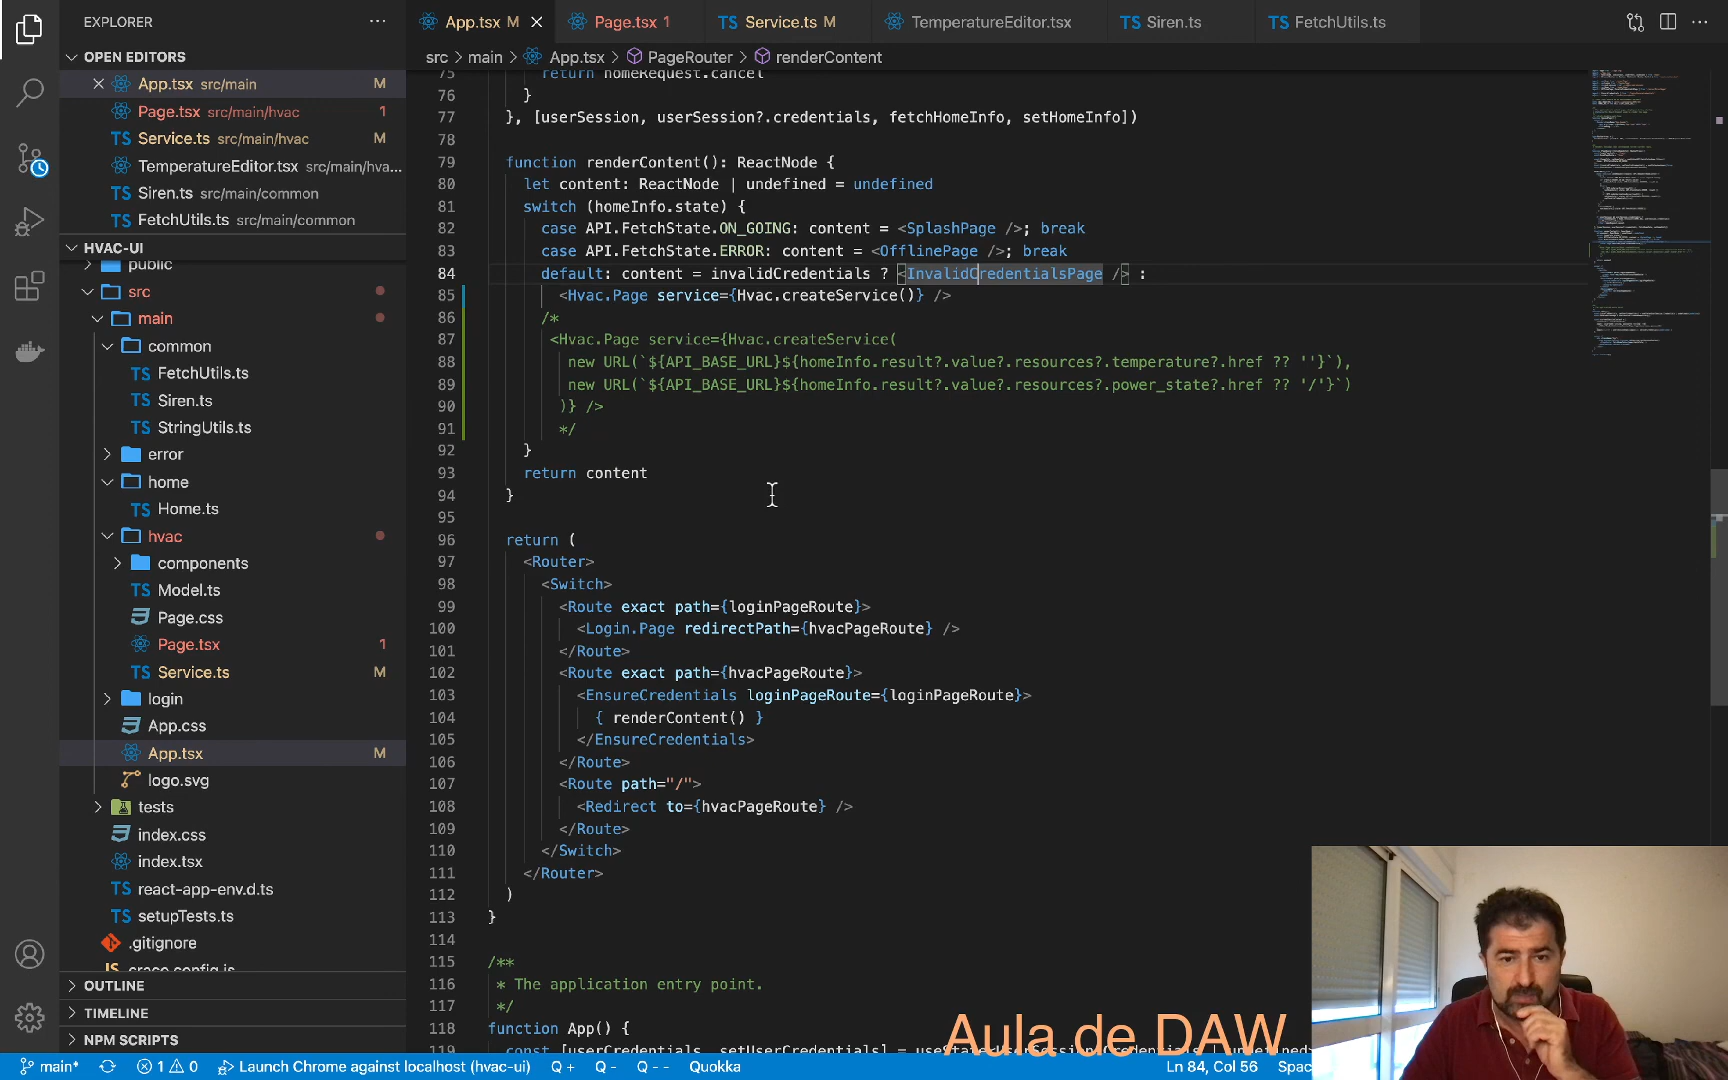 EXPLORER
OPEN EDITORS
App.tsx src/main M
Page.tsx src/main/hvac 1
TS Service.ts src/main/hvac M
TemperatureEditor.tsx src/main/hva...
TS Siren.ts src/main/common
TS FetchUtils.ts src/main/common
HVAC-UI
public
src
main
common
TS FetchUtils.ts
TS Siren.ts
TS StringUtils.ts
error
home
TS Home.ts
hvac
components
TS Model.ts
Page.css
Page.tsx 1
TS Service.ts M
login
App.css
App.tsx M
logo.svg
tests
index.css
index.tsx
TS react-app-env.d.ts
TS setupTests.ts
.gitignore
JS craco.config.js
OUTLINE
TIMELINE
NPM SCRIPTS
App.tsx M
Page.tsx 1
TS Service.ts M
TemperatureEditor.tsx
TS Siren.ts
TS FetchUtils.ts
src > main > App.tsx > PageRouter > renderContent
75 return homeRequest.cancel
76 }
77 }, [userSession, userSession?.credentials, fetchHomeInfo, setHomeInfo])
78
79 function renderContent(): ReactNode {
80 let content: ReactNode | undefined = undefined
81 switch (homeInfo.state) {
82 case API.FetchState.ON_GOING: content = <SplashPage />; break
83 case API.FetchState.ERROR: content = <OfflinePage />; break
84 default: content = invalidCredentials ? <InvalidCredentialsPage /> :
85 <Hvac.Page service={Hvac.createService()} />
86 /*
87 <Hvac.Page service={Hvac.createService(
88 new URL(`${API_BASE_URL}${homeInfo.result?.value?.resources?.temperature?.href ?? ''}`),
89 new URL(`${API_BASE_URL}${homeInfo.result?.value?.resources?.power_state?.href ?? '/'}`)
90 )} />
91 */
92 }
93 return content
94 }
95
96 return (
97 <Router>
98 <Switch>
99 <Route exact path={loginPageRoute}>
100 <Login.Page redirectPath={hvacPageRoute} />
101 </Route>
102 <Route exact path={hvacPageRoute}>
103 <EnsureCredentials loginPageRoute={loginPageRoute}>
104 { renderContent() }
105 </EnsureCredentials>
106 </Route>
107 <Route path="/">
108 <Redirect to={hvacPageRoute} />
109 </Route>
110 </Switch>
111 </Router>
112 )
113 }
114
115 /**
116 * The application entry point.
117 */
118 function App() {
119 const [userCredentials, setUserCredentials] =
Aula de DAW
main* 1 0 Launch Chrome against localhost (hvac-ui) Q + Q - Q - - Quokka Ln 84, Col 56 Spac